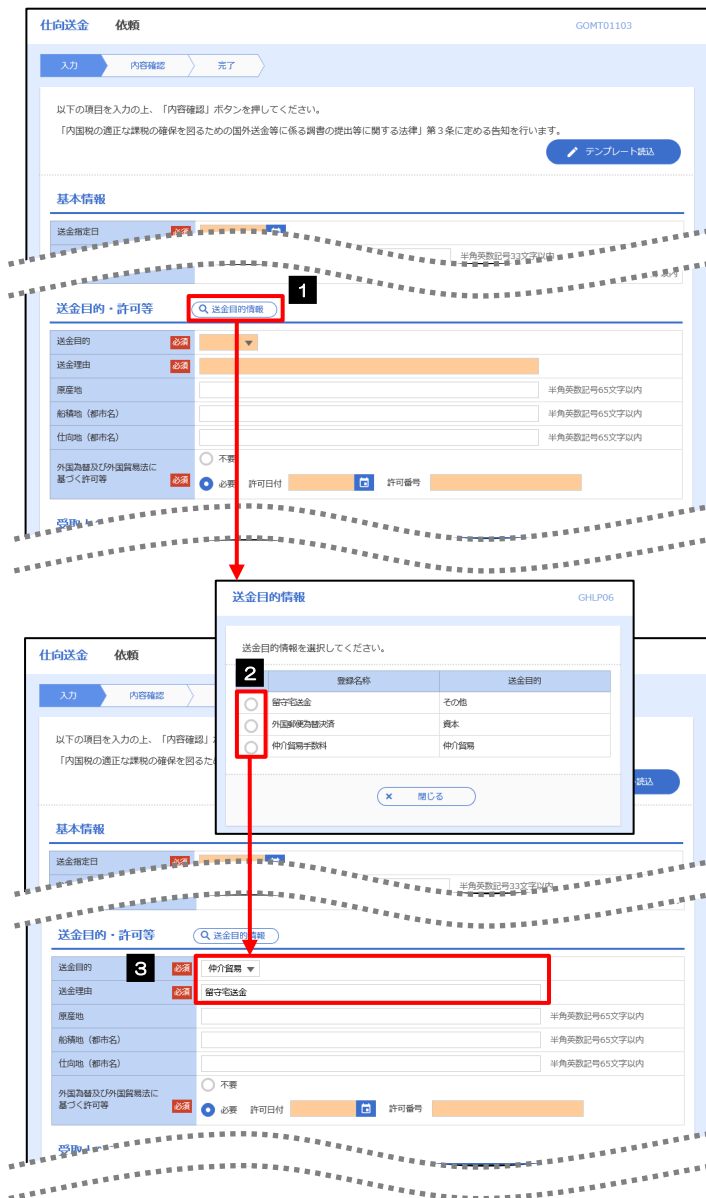 仕向送金 依頼 GOMT01103
入力 内容確認 完了
以下の項目を入力の上、「内容確認」ボタンを押してください。
「内国税の適正な課税の確保を図るための国外送金等に係る調書の提出等に関する法律」第3条に定める告知を行います。
テンプレート読込
基本情報
送金指定日 必須
半角英数記号33文字以内
以内
1
送金目的・許可等 送金目的情報
送金目的 必須
送金理由 必須
原産地 半角英数記号65文字以内
船積地（都市名） 半角英数記号65文字以内
仕向地（都市名） 半角英数記号65文字以内
不要
外国為替及び外国貿易法に
基づく許可等 必須 必要 許可日付 許可番号
送金目的情報 GHLP06
送金目的情報を選択してください。
2
登録名称 送金目的
留守宅送金 その他
外国郵便為替決済 資本
仲介貿易手数料 仲介貿易
× 閉じる
仕向送金 依頼
入力 内容確認
以下の項目を入力の上、「内容確認」
「内国税の適正な課税の確保を図るため
読込
基本情報
送金指定日 必須
半角英数記号33文字以内
送金目的・許可等 送金目的情報
3
送金目的 必須 仲介貿易
送金理由 必須 留守宅送金
原産地 半角英数記号65文字以内
船積地（都市名） 半角英数記号65文字以内
仕向地（都市名） 半角英数記号65文字以内
不要
外国為替及び外国貿易法に
基づく許可等 必須 必要 許可日付 許可番号